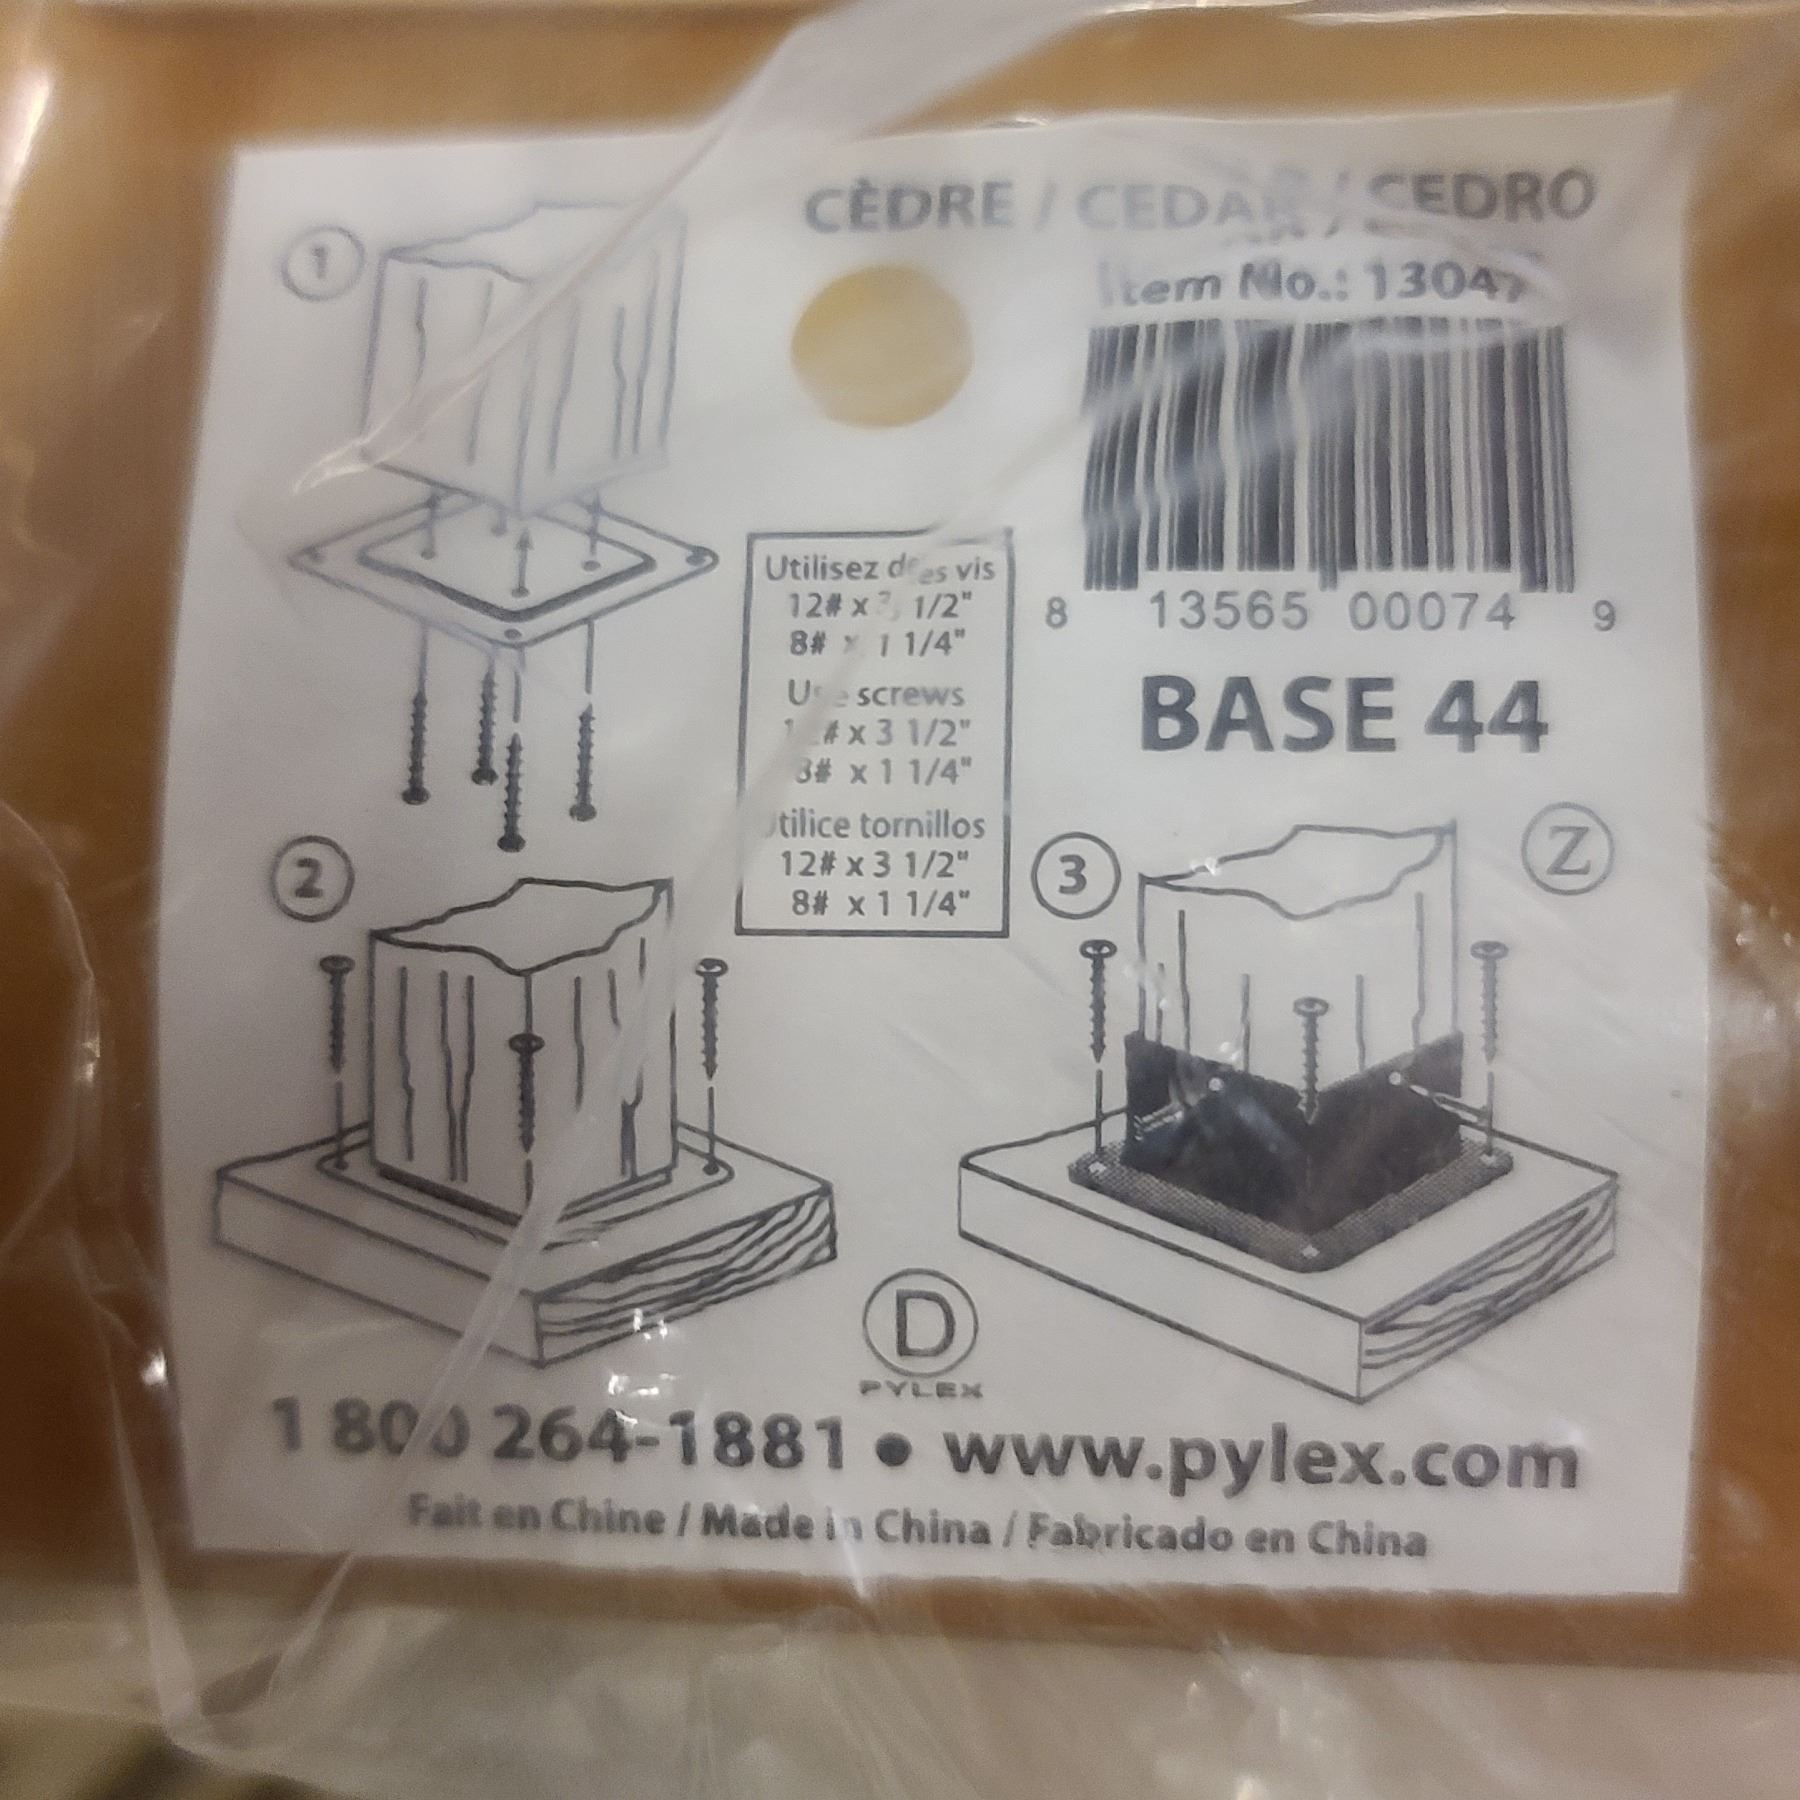 CÈDRE / CEDAR / CEDRO
Item No.: 13047
1
8 13565 00074 9
Utilisez des vis
12# x 3 1/2"
8# x 1 1/4"
Use screws
12# x 3 1/2"
8# x 1 1/4"
Utilice tornillos
12# x 3 1/2"
8# x 1 1/4"
BASE 44
2
3
Z
D
PYLEX
1 800 264-1881 • www.pylex.com
Fait en Chine / Made in China / Fabricado en China